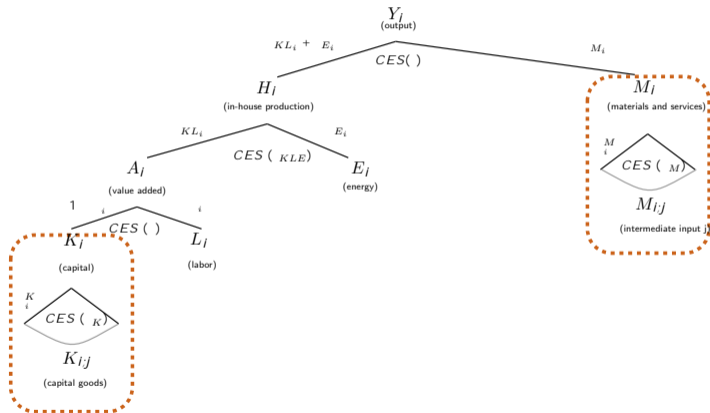 Y_i
(output)
KL_i + E_i
M_i
CES( )
H_i
(in-house production)
M_i
(materials and services)
KL_i
E_i
CES ( KLE)
M
i
CES ( M)
A_i
(value added)
E_i
(energy)
M_i;j
(intermediate input j)
1
i
i
CES ( )
K_i
L_i
(capital)
(labor)
K
i
CES ( K)
K_i;j
(capital goods)